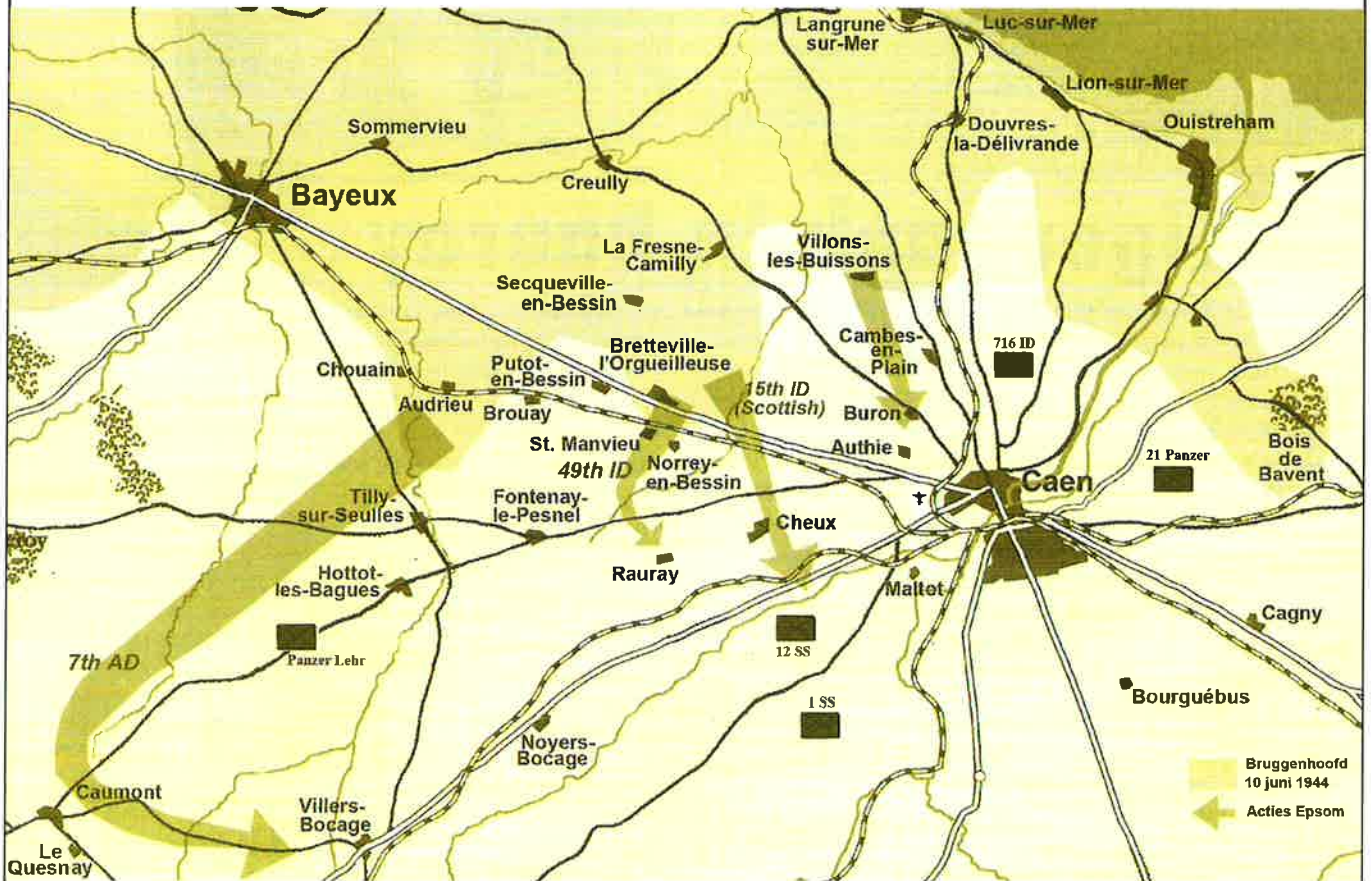 Langrune
sur-Mer
Luc-sur-Mer
Lion-sur-Mer
Ouistreham
Douvres-
la-Délivrande
Sommervieu
Creully
Bayeux
La Fresne-
Camilly
Villons-
les-Buissons
Secqueville-
en-Bessin
Bretteville-
l'Orgueilleuse
Cambes-
en-
Plain
716 ID
Chouain
Putot-
en-Bessin
Audrieu
Brouay
15th ID
(Scottish)
Buron
St. Manvieu
49th ID
Norrey-
en-Bessin
Authie
Caen
21 Panzer
Bois
de
Bavent
Tilly-
sur-Seulles
Fontenay-
le-Pesnel
Cheux
Rauray
Hottot-
les-Bagues
Maltot
Cagny
Panzer Lehr
7th AD
12 SS
1 SS
Bourguébus
Noyers-
Bocage
Caumont
Villers-
Bocage
Le
Quesnay
Bruggenhoofd
10 juni 1944
Acties Epsom